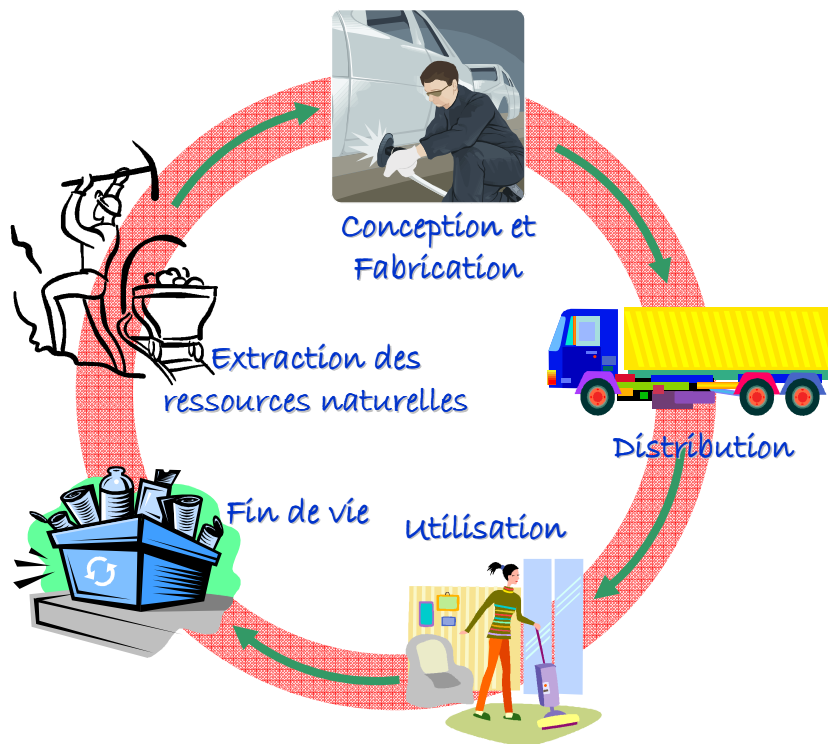 Conception et
Fabrication
Extraction des
ressources naturelles
Distribution
Fin de vie
Utilisation